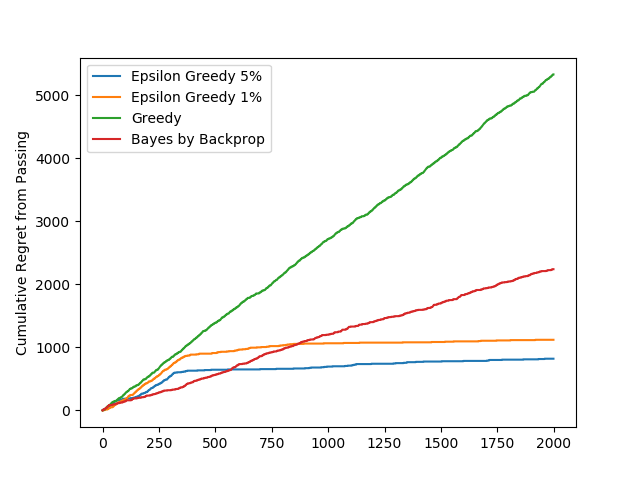 Epsilon Greedy 5%
Epsilon Greedy 1%
Greedy
Bayes by Backprop
Cumulative Regret from Passing
5000
4000
3000
2000
1000
0
0 250 500 750 1000 1250 1500 1750 2000